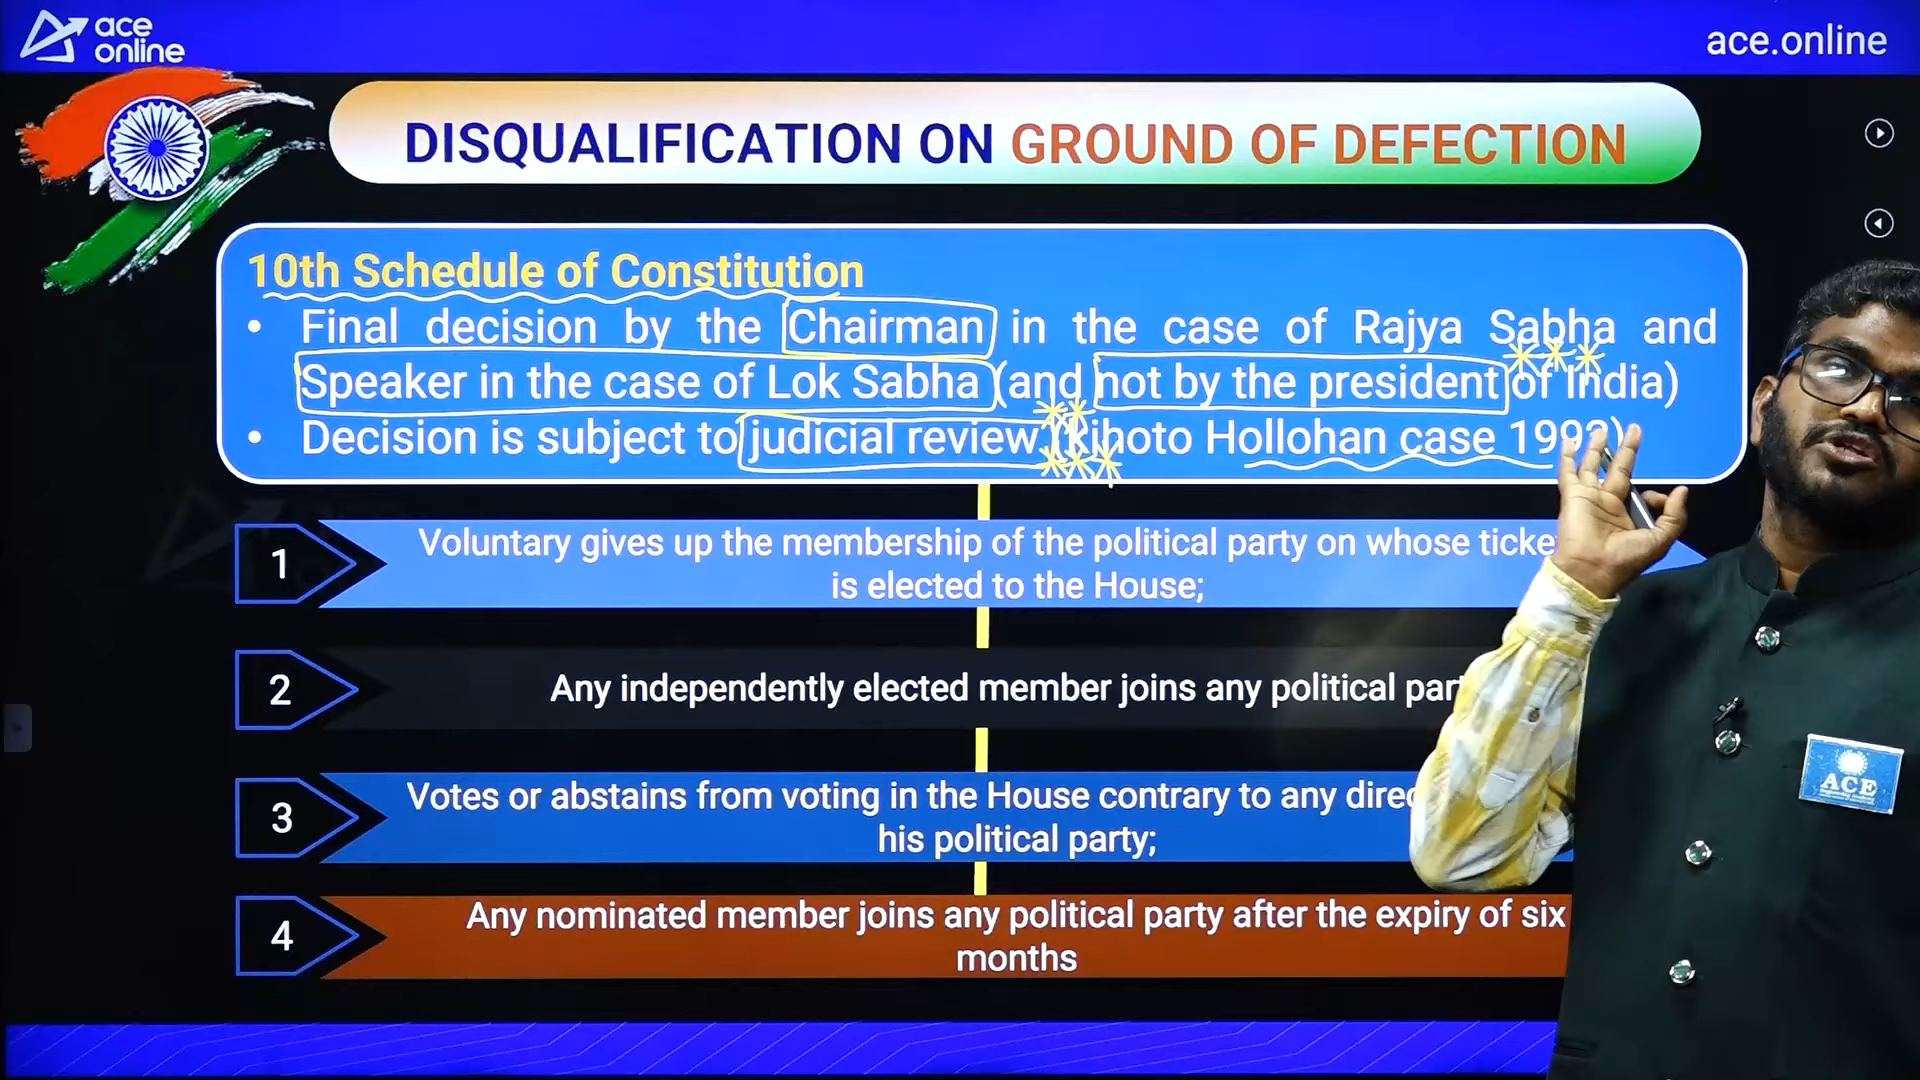 ace
online
ace.online
DISQUALIFICATION ON GROUND OF DEFECTION
10th Schedule of Constitution
• Final decision by the Chairman in the case of Rajya Sabha and
Speaker in the case of Lok Sabha (and not by the president of India)
• Decision is subject to judicial review (kihoto Hollohan case 1992)
1
Voluntary gives up the membership of the political party on whose
is elected to the House;
2
Any independently elected member joins any political
3
Votes or abstains from voting in the House contrary to any
his political party;
4
Any nominated member joins any political party after the expiry of six
months
ACE